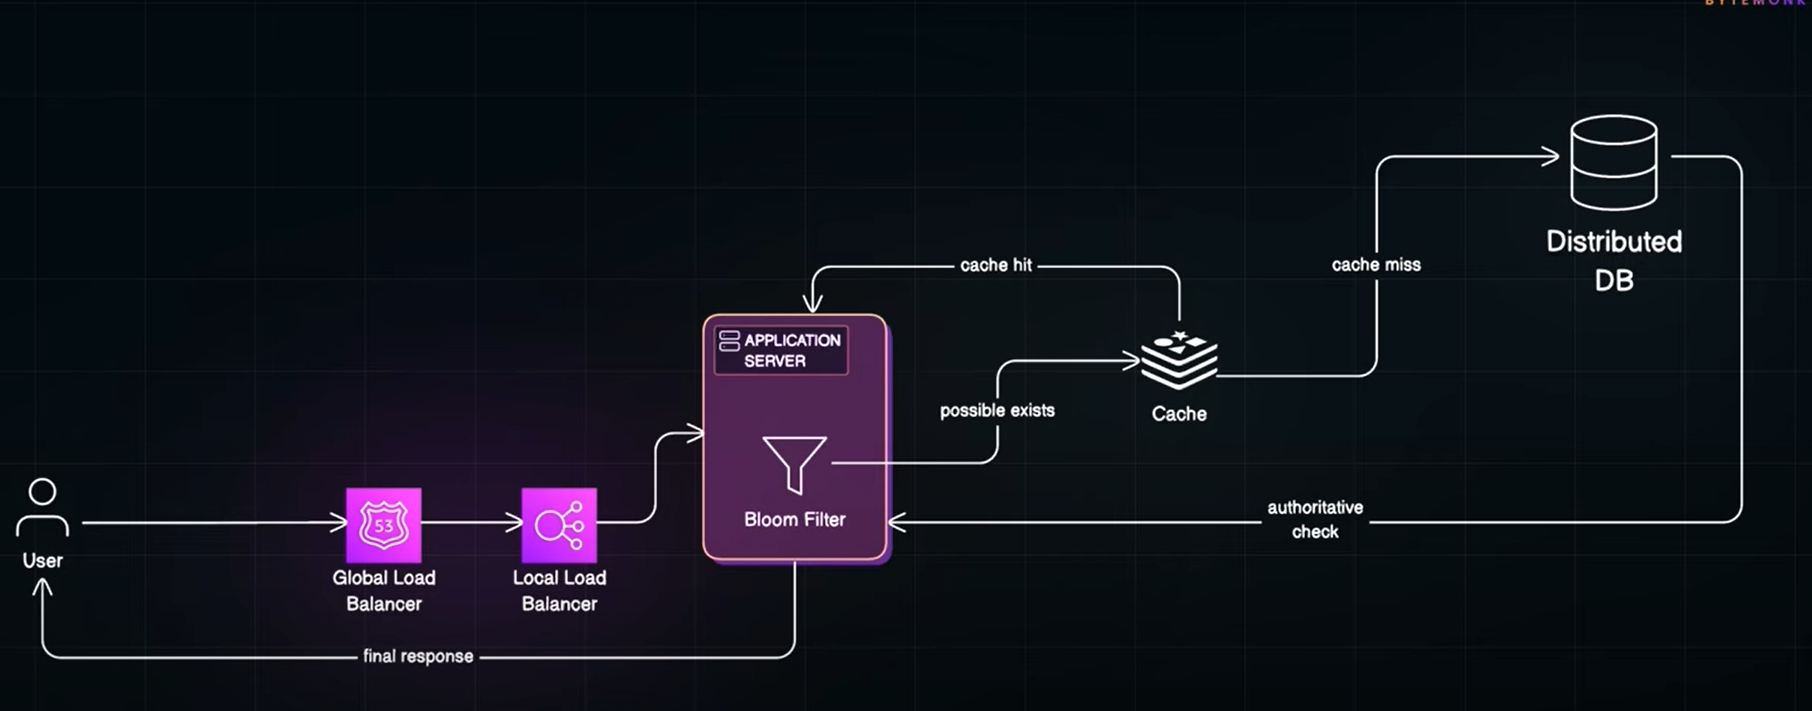 BYTEMONK
cache hit
cache miss
Distributed
DB
APPLICATION
SERVER
possible exists
Cache
Bloom Filter
authoritative
check
53
User
Global Load
Balancer
Local Load
Balancer
final response